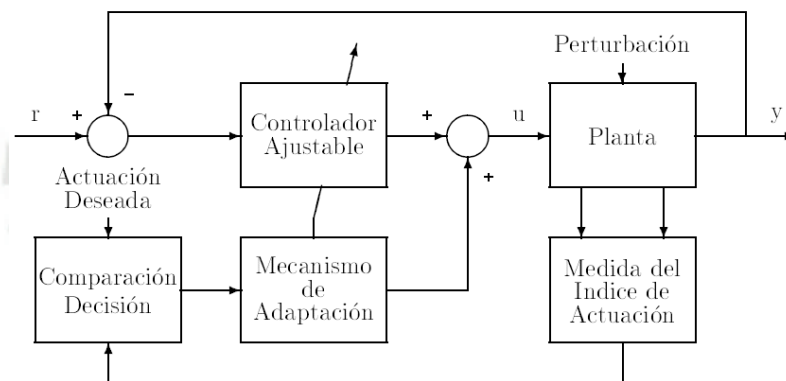 Perturbación
r
+
−
Controlador
Ajustable
+
+
u
Planta
y
Actuación
Deseada
Comparación
Decisión
Mecanismo
de
Adaptación
Medida del
Indice de
Actuación